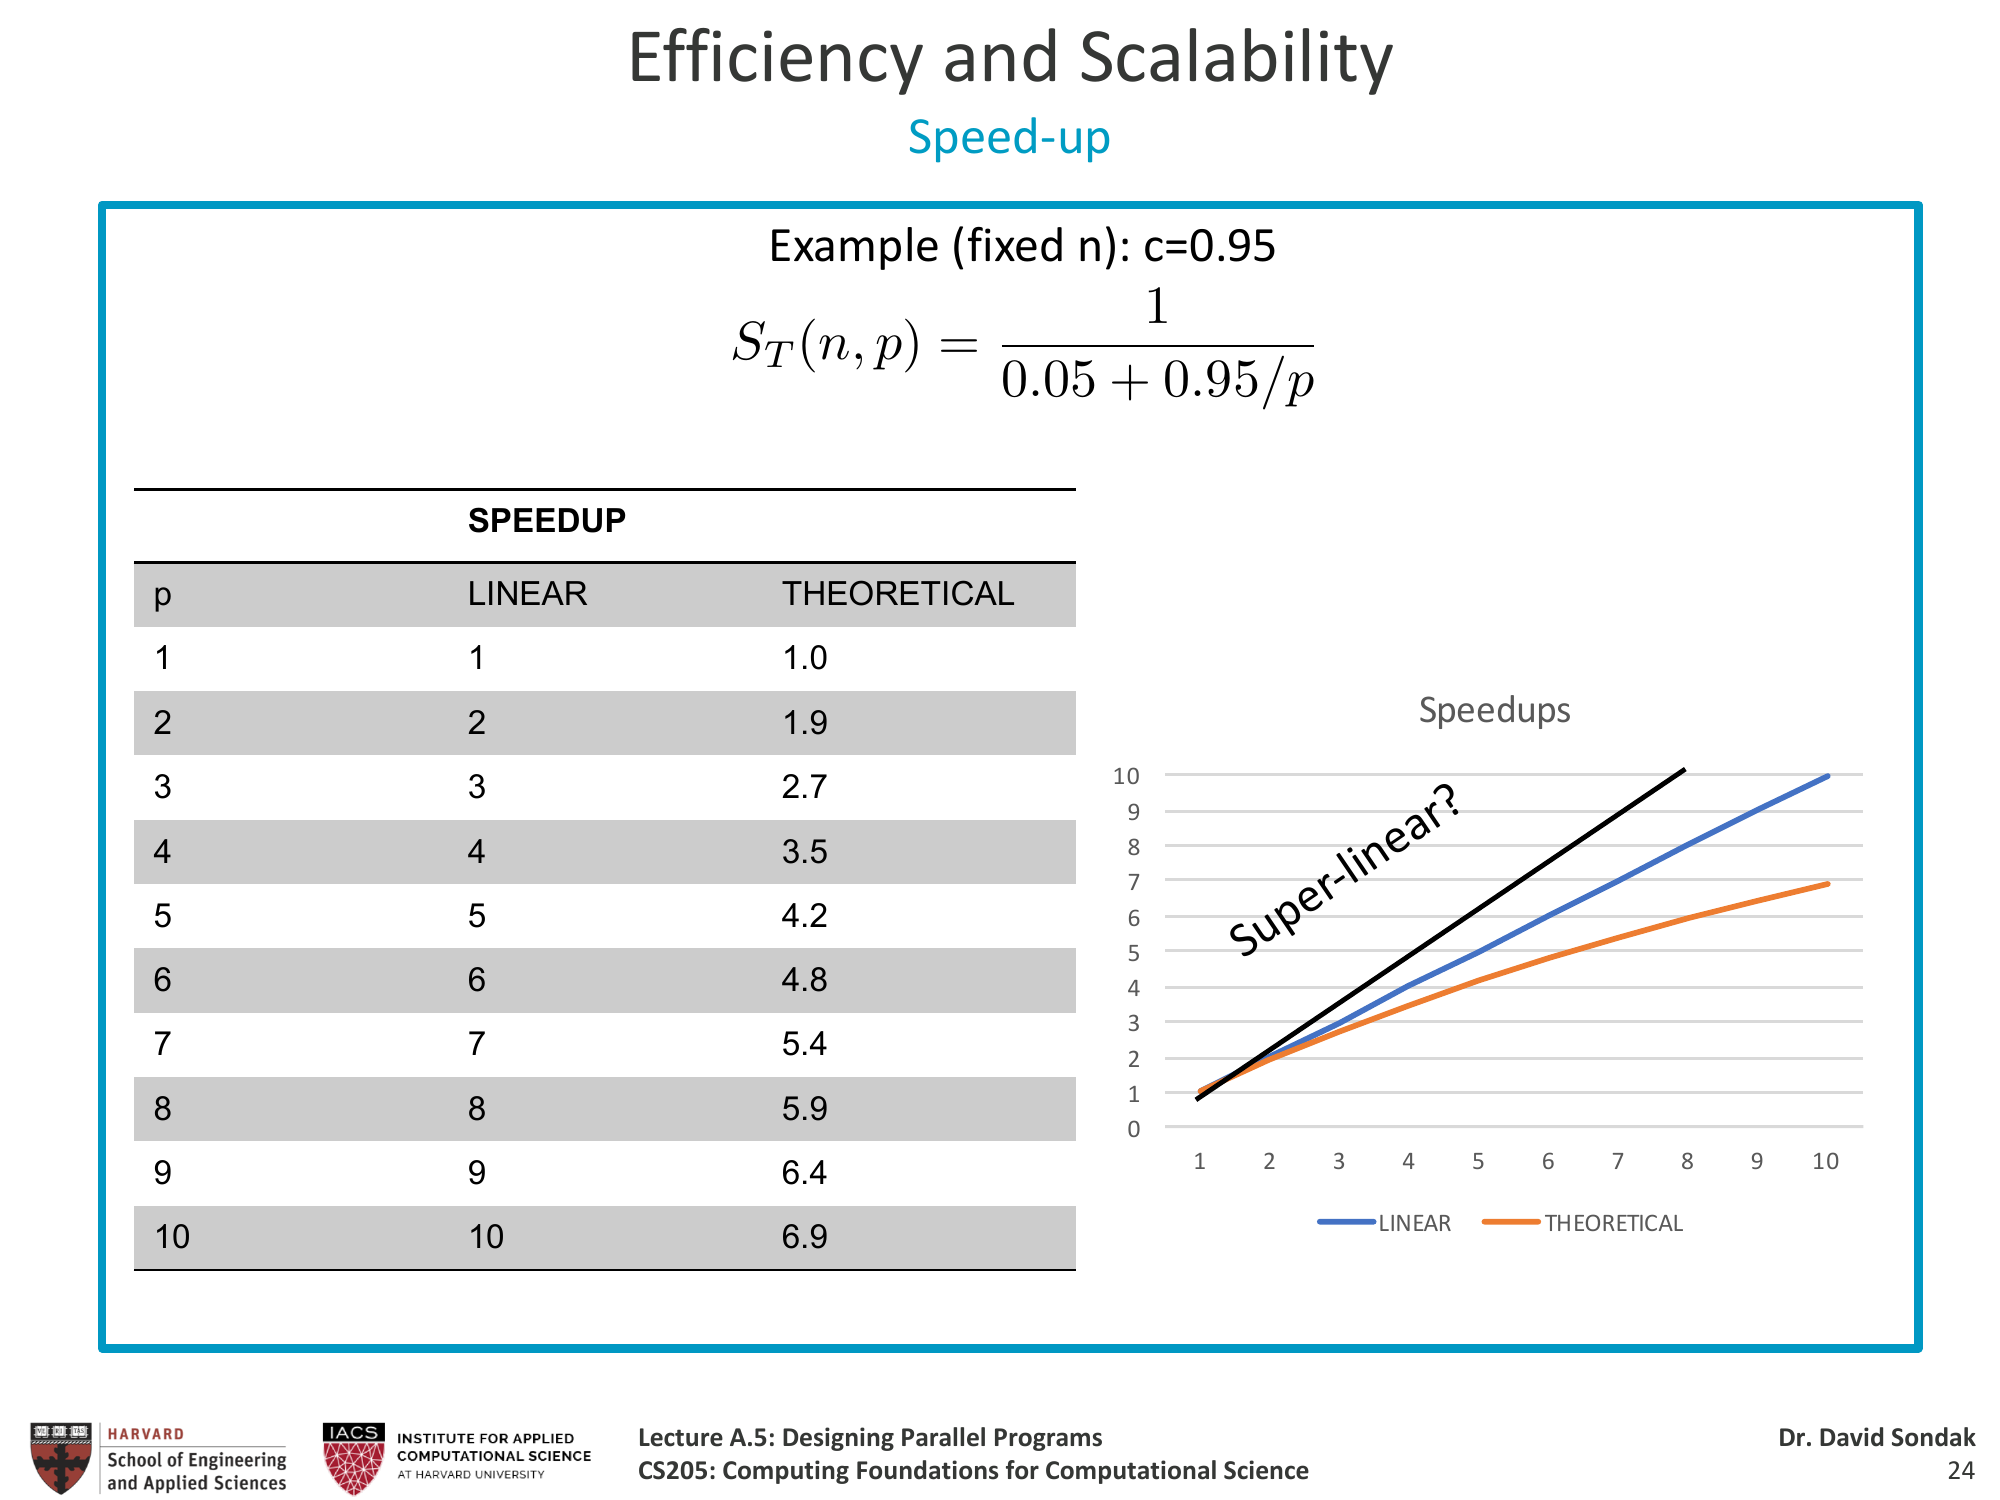 Efficiency and Scalability
Speed-up
Example (fixed n): c=0.95
S_T(n, p) = 1 / (0.05 + 0.95/p)
SPEEDUP
p LINEAR THEORETICAL
1 1 1.0
2 2 1.9
3 3 2.7
4 4 3.5
5 5 4.2
6 6 4.8
7 7 5.4
8 8 5.9
9 9 6.4
10 10 6.9
Speedups
10
9
8
7
6
5
4
3
2
1
0
Super-linear?
1 2 3 4 5 6 7 8 9 10
LINEAR THEORETICAL
HARVARD
School of Engineering
and Applied Sciences
IACS
INSTITUTE FOR APPLIED
COMPUTATIONAL SCIENCE
AT HARVARD UNIVERSITY
Lecture A.5: Designing Parallel Programs
CS205: Computing Foundations for Computational Science
Dr. David Sondak
24